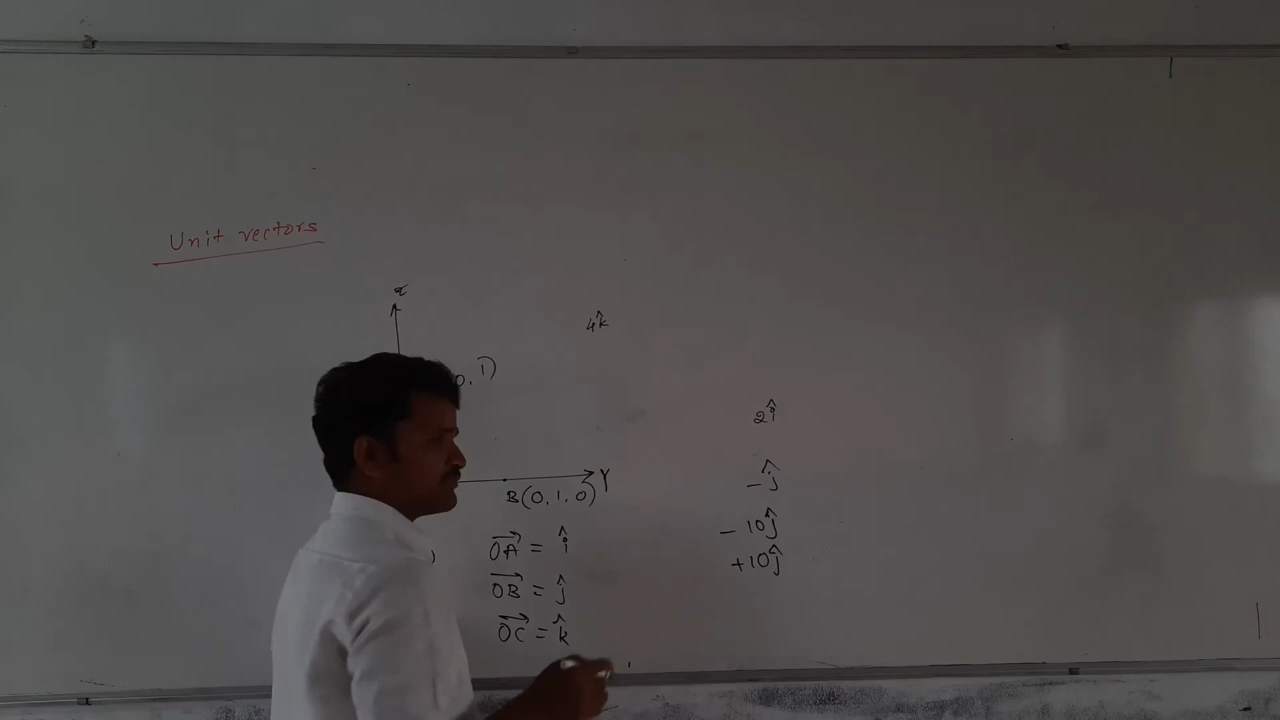 Unit vectors
z
4k̂
0, 1)
2î
-ĵ
Y
B(0, 1, 0)
-10ĵ
+10ĵ
OA⃗ = î
)
OB⃗ = ĵ
OC⃗ = k̂